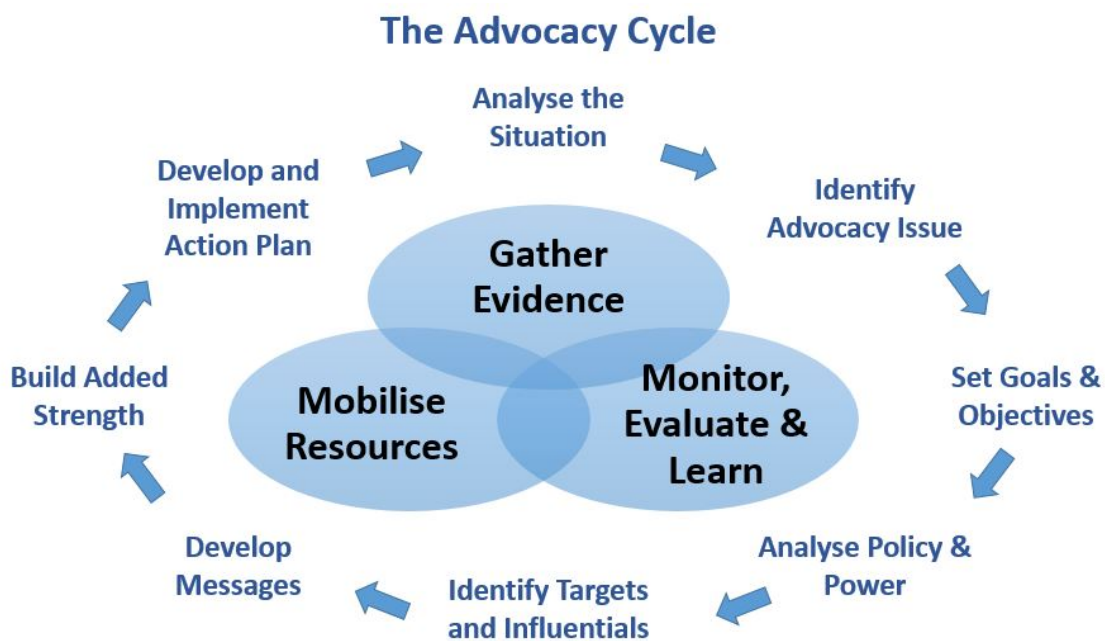 The Advocacy Cycle
Analyse the
Situation
Identify
Advocacy Issue
Set Goals &
Objectives
Analyse Policy &
Power
Identify Targets
and Influentials
Develop
Messages
Build Added
Strength
Develop and
Implement
Action Plan
Gather
Evidence
Mobilise
Resources
Monitor,
Evaluate &
Learn